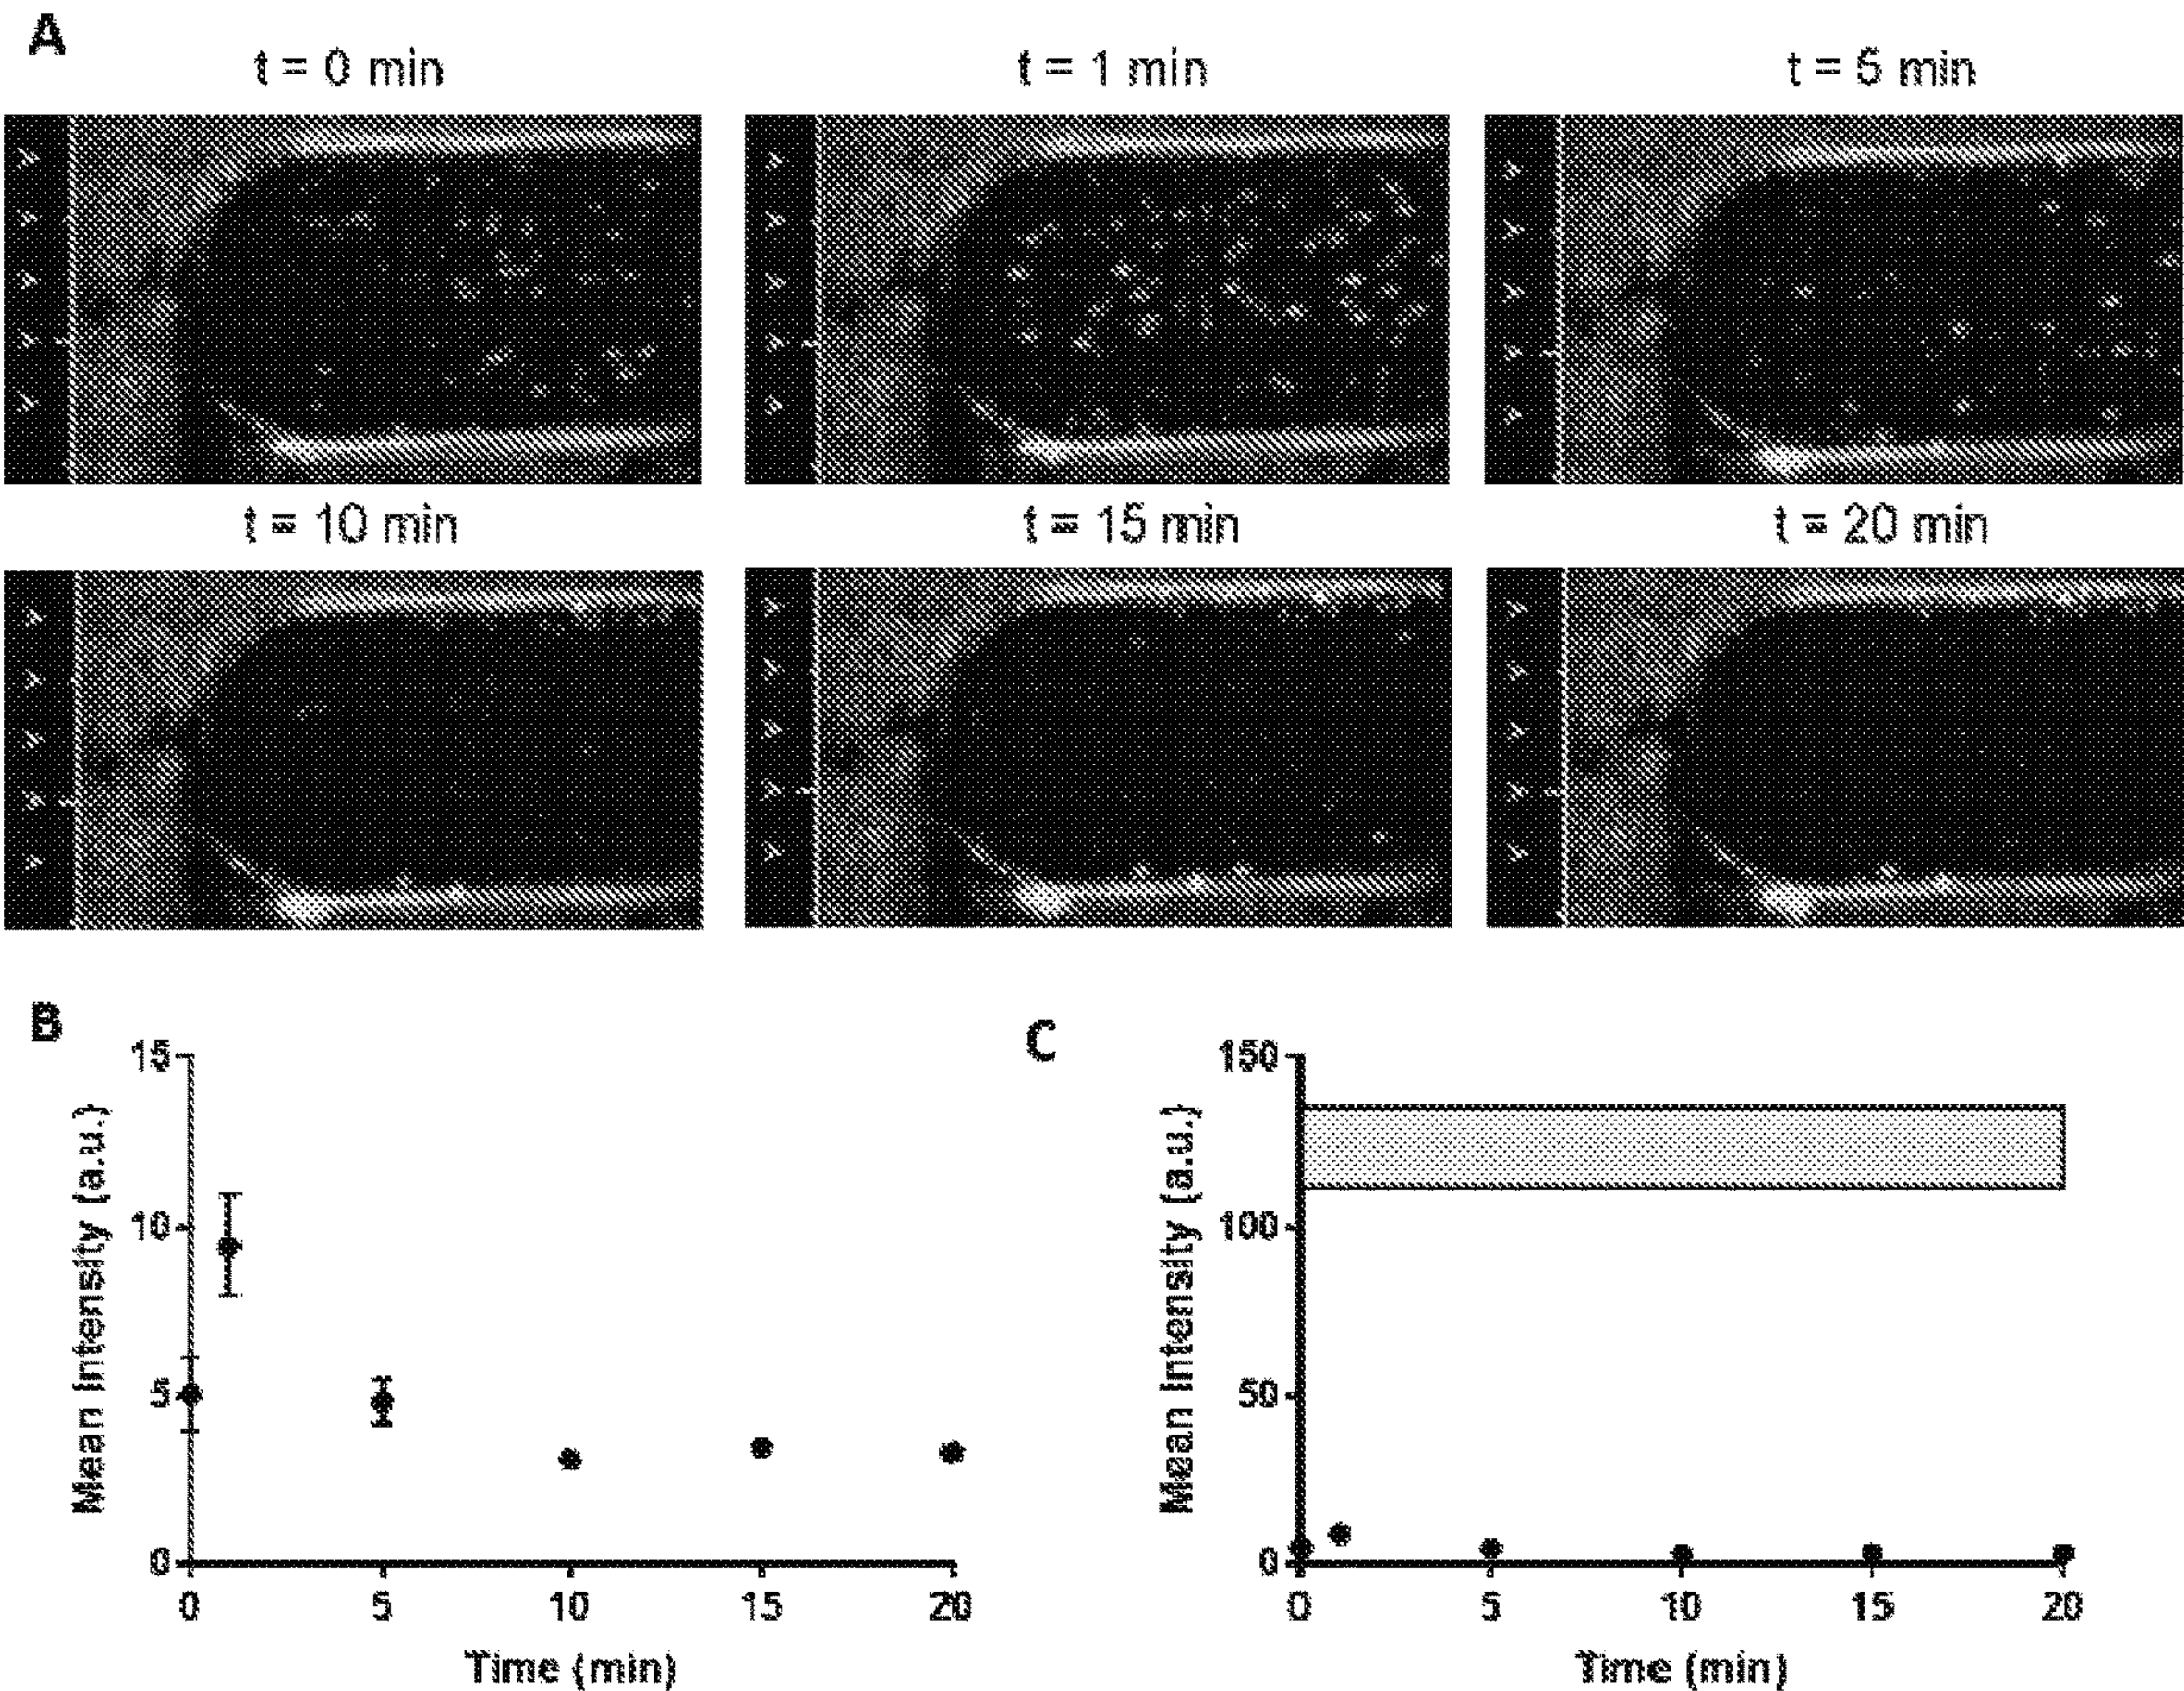 A
t = 0 min
t = 1 min
t = 5 min
t = 10 min
t = 15 min
t = 20 min
B
15
10
5
0
Mean Intensity (a.u.)
0 5 10 15 20
Time (min)
C
150
100
50
0
Mean Intensity (a.u.)
0 5 10 15 20
Time (min)